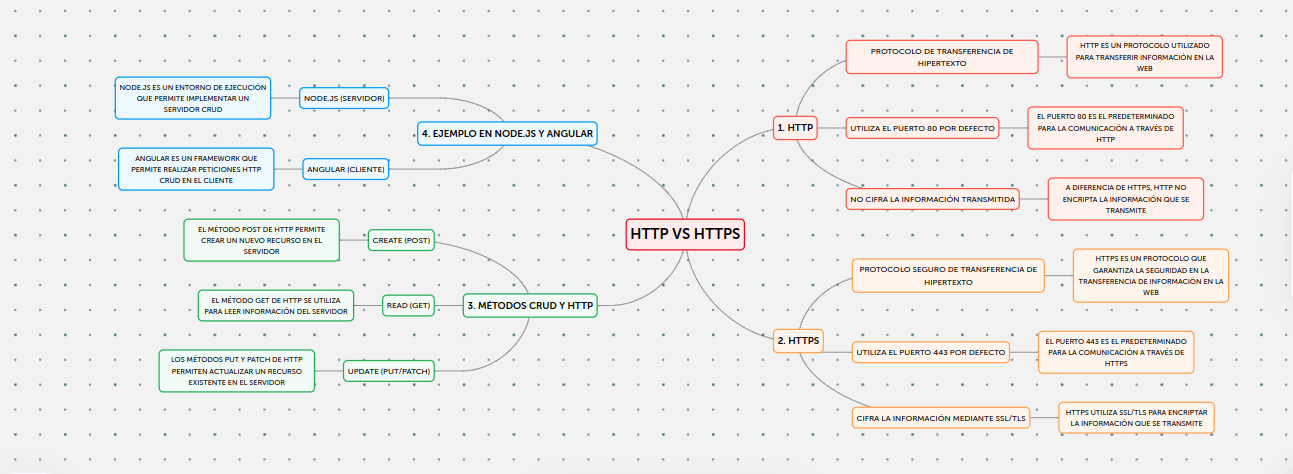 HTTP VS HTTPS
1. HTTP
PROTOCOLO DE TRANSFERENCIA DE
HIPERTEXTO
HTTP ES UN PROTOCOLO UTILIZADO
PARA TRANSFERIR INFORMACIÓN EN LA
WEB
UTILIZA EL PUERTO 80 POR DEFECTO
EL PUERTO 80 ES EL PREDETERMINADO
PARA LA COMUNICACIÓN A TRAVÉS DE
HTTP
NO CIFRA LA INFORMACIÓN TRANSMITIDA
A DIFERENCIA DE HTTPS, HTTP NO
ENCRIPTA LA INFORMACIÓN QUE SE
TRANSMITE
2. HTTPS
PROTOCOLO SEGURO DE TRANSFERENCIA DE
HIPERTEXTO
HTTPS ES UN PROTOCOLO QUE
GARANTIZA LA SEGURIDAD EN LA
TRANSFERENCIA DE INFORMACIÓN EN LA
WEB
UTILIZA EL PUERTO 443 POR DEFECTO
EL PUERTO 443 ES EL PREDETERMINADO
PARA LA COMUNICACIÓN A TRAVÉS DE
HTTPS
CIFRA LA INFORMACIÓN MEDIANTE SSL/TLS
HTTPS UTILIZA SSL/TLS PARA ENCRIPTAR
LA INFORMACIÓN QUE SE TRANSMITE
3. MÉTODOS CRUD Y HTTP
CREATE (POST)
EL MÉTODO POST DE HTTP PERMITE
CREAR UN NUEVO RECURSO EN EL
SERVIDOR
READ (GET)
EL MÉTODO GET DE HTTP SE UTILIZA
PARA LEER INFORMACIÓN DEL SERVIDOR
UPDATE (PUT/PATCH)
LOS MÉTODOS PUT Y PATCH DE HTTP
PERMITEN ACTUALIZAR UN RECURSO
EXISTENTE EN EL SERVIDOR
4. EJEMPLO EN NODE.JS Y ANGULAR
NODE.JS (SERVIDOR)
NODE.JS ES UN ENTORNO DE EJECUCIÓN
QUE PERMITE IMPLEMENTAR UN
SERVIDOR CRUD
ANGULAR (CLIENTE)
ANGULAR ES UN FRAMEWORK QUE
PERMITE REALIZAR PETICIONES HTTP
CRUD EN EL CLIENTE